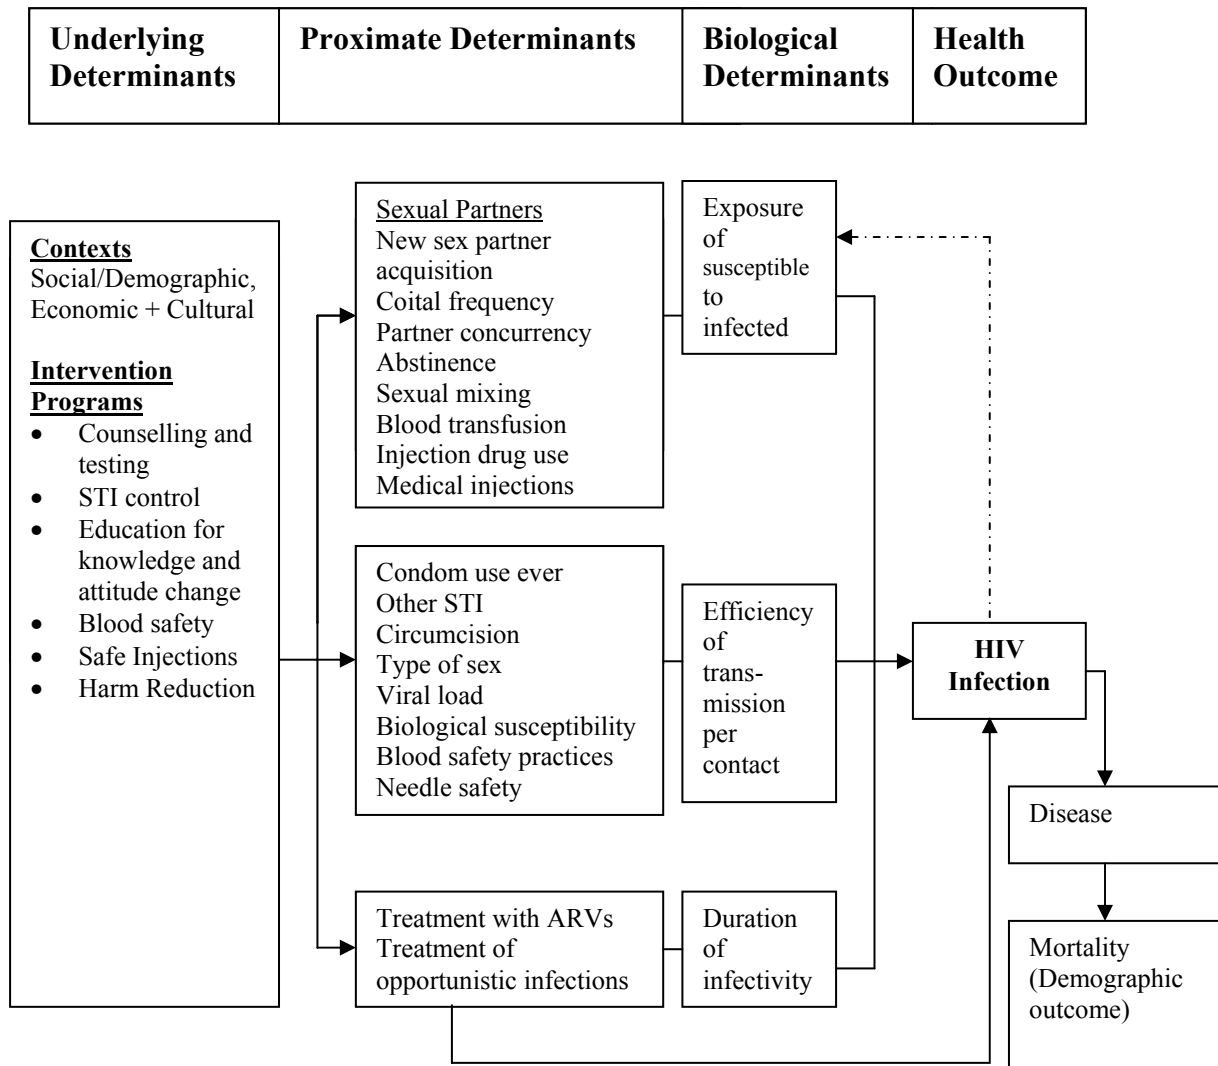 Underlying
Determinants
Proximate Determinants
Biological
Determinants
Health
Outcome
Contexts
Social/Demographic,
Economic + Cultural
Intervention
Programs
• Counselling and
testing
• STI control
• Education for
knowledge and
attitude change
• Blood safety
• Safe Injections
• Harm Reduction
Sexual Partners
New sex partner
acquisition
Coital frequency
Partner concurrency
Abstinence
Sexual mixing
Blood transfusion
Injection drug use
Medical injections
Condom use ever
Other STI
Circumcision
Type of sex
Viral load
Biological susceptibility
Blood safety practices
Needle safety
Treatment with ARVs
Treatment of
opportunistic infections
Exposure
of
susceptible
to
infected
Efficiency
of
trans-
mission
per
contact
Duration
of
infectivity
HIV
Infection
Disease
Mortality
(Demographic
outcome)